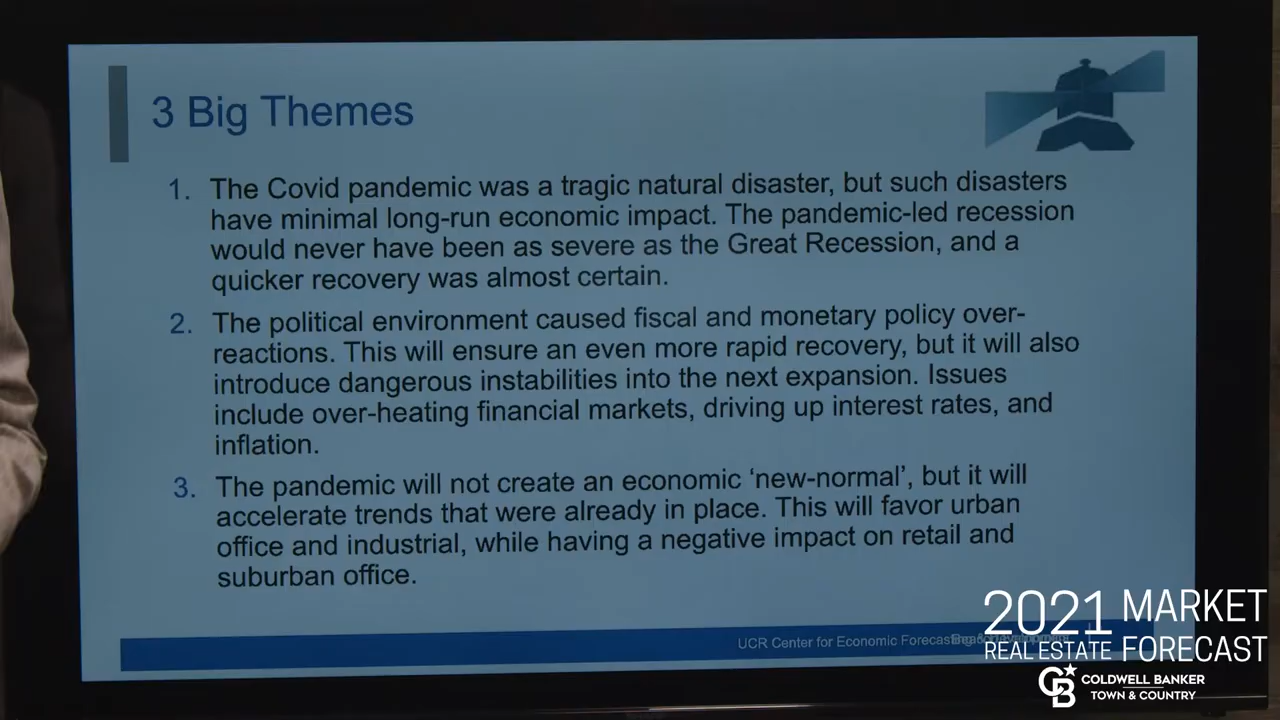 3 Big Themes
1. The Covid pandemic was a tragic natural disaster, but such disasters
have minimal long-run economic impact. The pandemic-led recession
would never have been as severe as the Great Recession, and a
quicker recovery was almost certain.
2. The political environment caused fiscal and monetary policy over-
reactions. This will ensure an even more rapid recovery, but it will also
introduce dangerous instabilities into the next expansion. Issues
include over-heating financial markets, driving up interest rates, and
inflation.
3. The pandemic will not create an economic ‘new-normal’, but it will
accelerate trends that were already in place. This will favor urban
office and industrial, while having a negative impact on retail and
suburban office.
UCR Center for Economic
2021 MARKET
REAL ESTATE FORECAST
CB COLDWELL BANKER
TOWN & COUNTRY